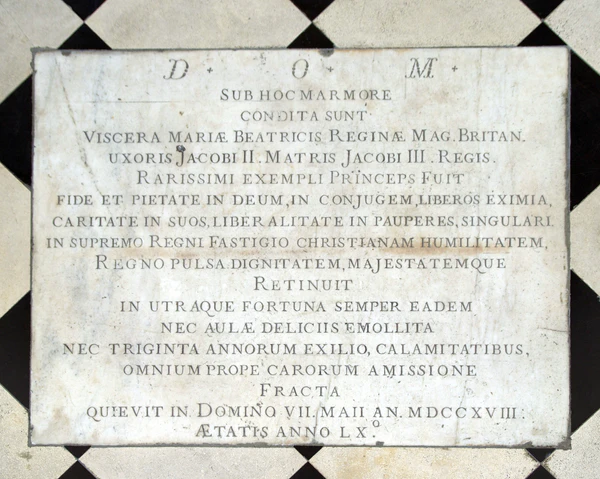 D · O · M ·
SUB HOC MARMORE
CONDITA SUNT
VISCERA MARIÆ BEATRICIS REGINÆ MAG. BRITAN.
UXORIS JACOBI II. MATRIS JACOBI III. REGIS.
RARISSIMI EXEMPLI PRINCEPS FUIT
FIDE ET PIETATE IN DEUM, IN CONJUGEM, LIBEROS EXIMIA,
CARITATE IN SUOS, LIBERALITATE IN PAUPERES, SINGULARI.
IN SUPREMO REGNI FASTIGIO CHRISTIANAM HUMILITATEM,
REGNO PULSA DIGNITATEM, MAJESTATEMQUE
RETINUIT
IN UTRAQUE FORTUNA SEMPER EADEM
NEC AULÆ DELICIIS EMOLLITA
NEC TRIGINTA ANNORUM EXILIO, CALAMITATIBUS,
OMNIUM PROPE CARORUM AMISSIONE
FRACTA
QUIEVIT IN DOMINO VII. MAII AN. MDCCXVIII.
ÆTATIS ANNO LX.º